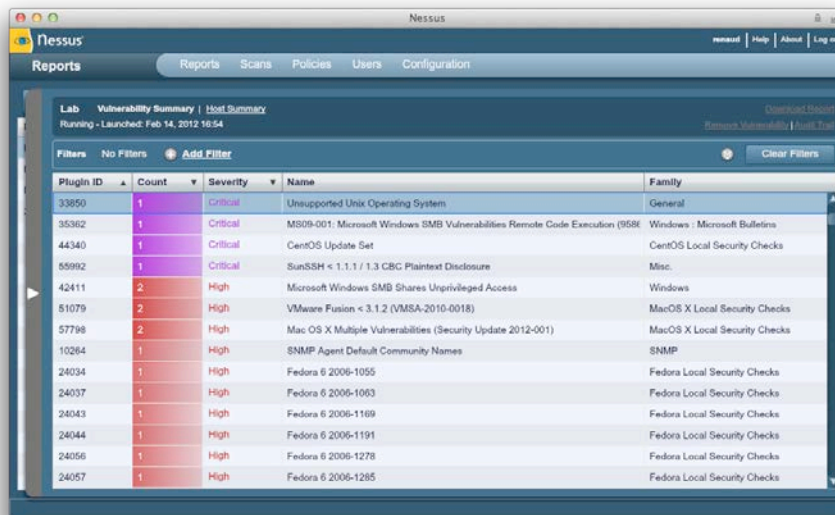 Nessus
Nessus
renaud | Help | About | Log
Reports Reports Scans Policies Users Configuration
Lab Vulnerability Summary | Host Summary Download Report
Running - Launched: Feb 14, 2012 16:54 Remove Vulnerability | Audit Trail
Filters No Filters Add Filter Clear Filters
Plugin ID Count Severity Name Family
33850 1 Critical Unsupported Unix Operating System General
35362 1 Critical MS09-001: Microsoft Windows SMB Vulnerabilities Remote Code Execution (9586 Windows : Microsoft Bulletins
44340 1 Critical CentOS Update Set CentOS Local Security Checks
55992 1 Critical SunSSH < 1.1.1 / 1.3 CBC Plaintext Disclosure Misc.
42411 2 High Microsoft Windows SMB Shares Unprivileged Access Windows
51079 2 High VMware Fusion < 3.1.2 (VMSA-2010-0018) MacOS X Local Security Checks
57798 2 High Mac OS X Multiple Vulnerabilities (Security Update 2012-001) MacOS X Local Security Checks
10264 1 High SNMP Agent Default Community Names SNMP
24034 1 High Fedora 6 2006-1055 Fedora Local Security Checks
24037 1 High Fedora 6 2006-1063 Fedora Local Security Checks
24043 1 High Fedora 6 2006-1169 Fedora Local Security Checks
24044 1 High Fedora 6 2006-1191 Fedora Local Security Checks
24056 1 High Fedora 6 2006-1278 Fedora Local Security Checks
24057 1 High Fedora 6 2006-1285 Fedora Local Security Checks